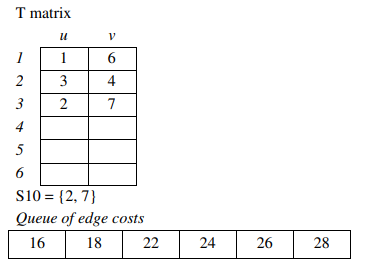 T matrix
u v
1 1 6
2 3 4
3 2 7
4
5
6
S10 = {2, 7}
Queue of edge costs
16 18 22 24 26 28